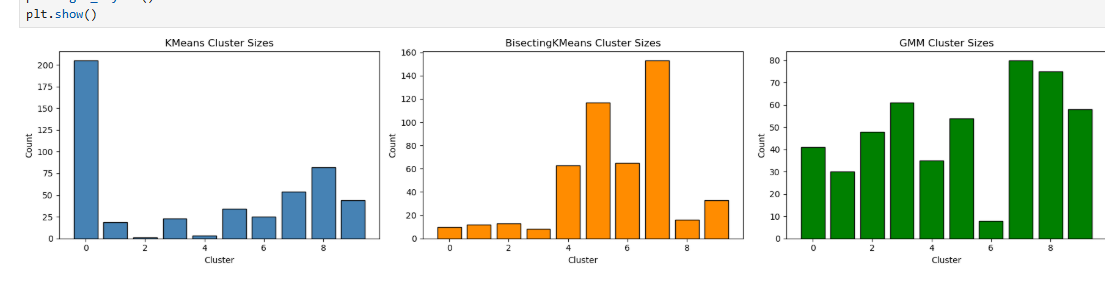 plt.show()
KMeans Cluster Sizes
200
175
150
125
100
75
50
25
0
Count
0 2 4 6 8
Cluster
BisectingKMeans Cluster Sizes
160
140
120
100
80
60
40
20
0
Count
0 2 4 6 8
Cluster
GMM Cluster Sizes
80
70
60
50
40
30
20
10
0
Count
0 2 4 6 8
Cluster